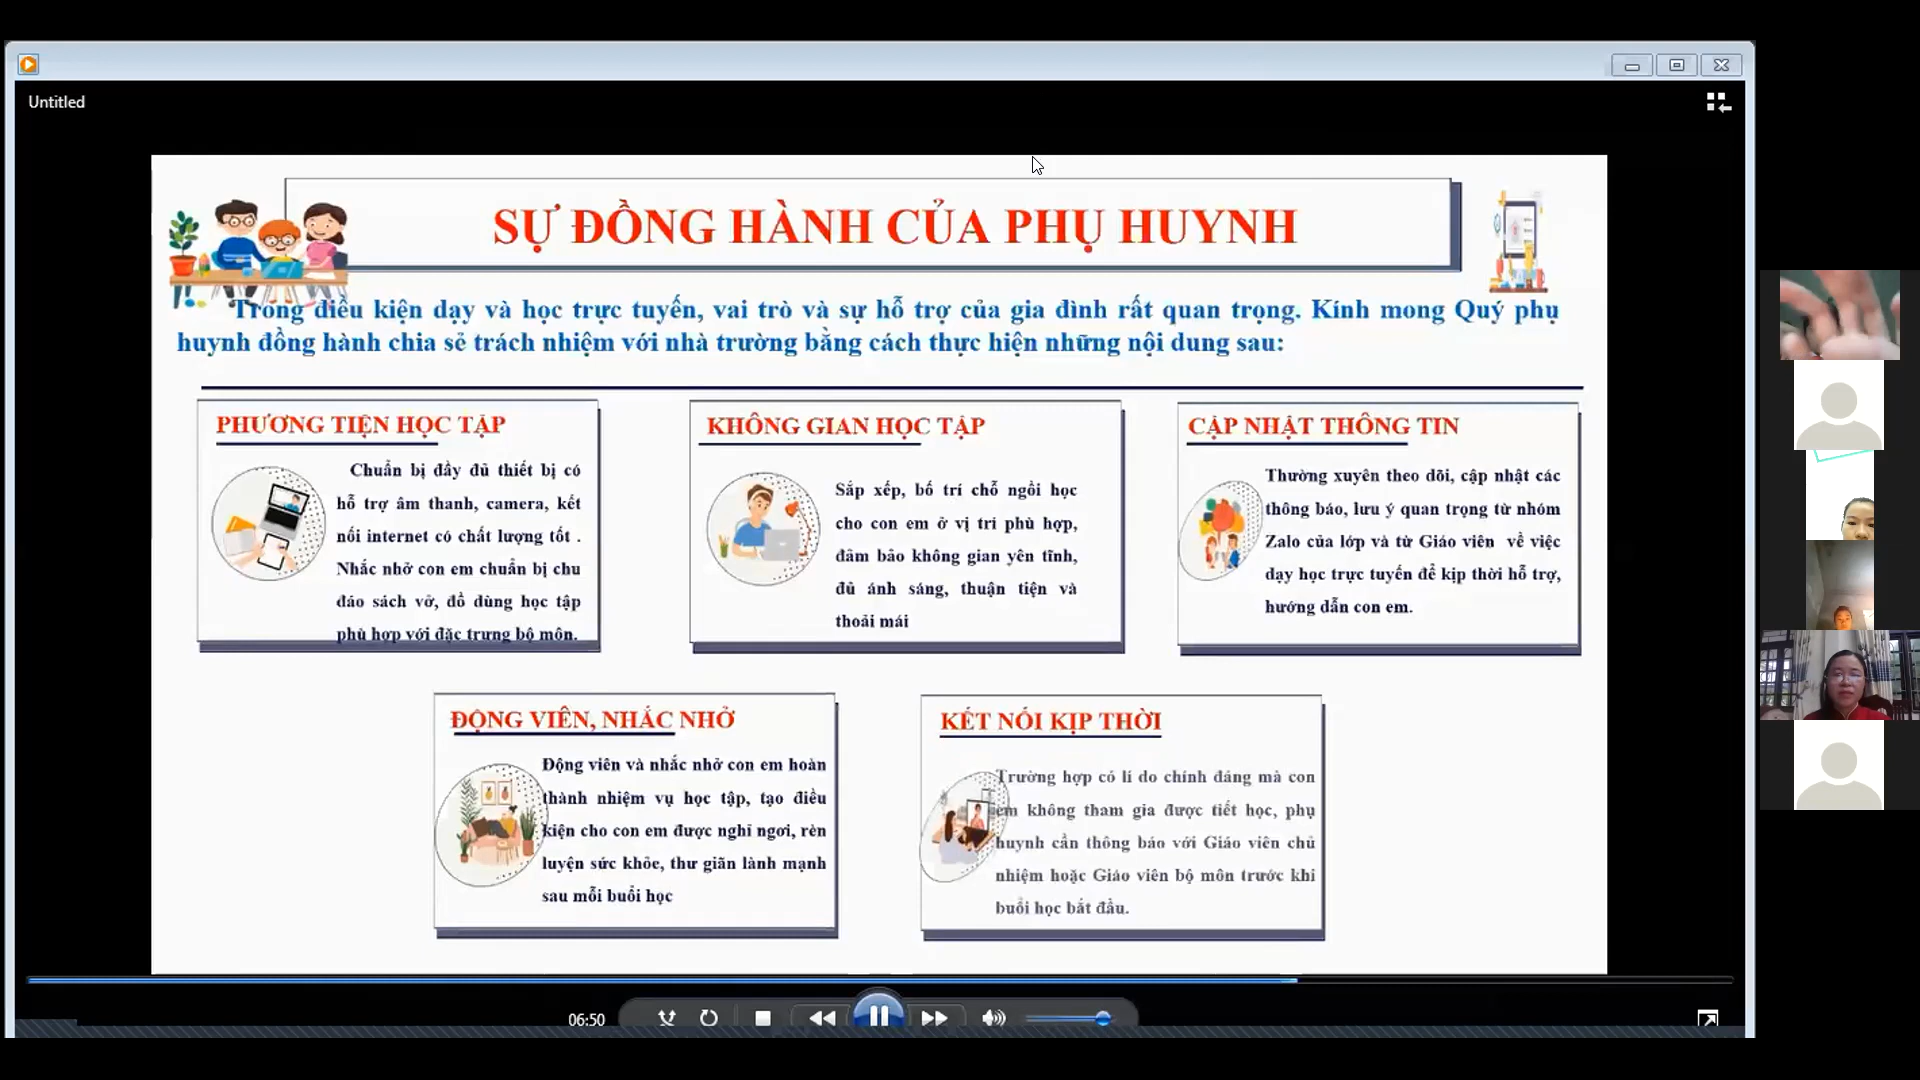 Untitled
SỰ ĐỒNG HÀNH CỦA PHỤ HUYNH
Trong điều kiện dạy và học trực tuyến, vai trò và sự hỗ trợ của gia đình rất quan trọng. Kính mong Quý phụ
huynh đồng hành chia sẻ trách nhiệm với nhà trường bằng cách thực hiện những nội dung sau:
PHƯƠNG TIỆN HỌC TẬP
Chuẩn bị đầy đủ thiết bị có
hỗ trợ âm thanh, camera, kết
nối internet có chất lượng tốt .
Nhắc nhở con em chuẩn bị chu
đáo sách vở, đồ dùng học tập
phù hợp với đặc trưng bộ môn.
KHÔNG GIAN HỌC TẬP
Sắp xếp, bố trí chỗ ngồi học
cho con em ở vị trí phù hợp,
đảm bảo không gian yên tĩnh,
đủ ánh sáng, thuận tiện và
thoải mái
CẬP NHẬT THÔNG TIN
Thường xuyên theo dõi, cập nhật các
thông báo, lưu ý quan trọng từ nhóm
Zalo của lớp và từ Giáo viên về việc
dạy học trực tuyến để kịp thời hỗ trợ,
hướng dẫn con em.
ĐỘNG VIÊN, NHẮC NHỞ
Động viên và nhắc nhở con em hoàn
thành nhiệm vụ học tập, tạo điều
kiện cho con em được nghỉ ngơi, rèn
luyện sức khỏe, thư giãn lành mạnh
sau mỗi buổi học
KẾT NỐI KỊP THỜI
Trường hợp có lí do chính đáng mà con
em không tham gia được tiết học, phụ
huynh cần thông báo với Giáo viên chủ
nhiệm hoặc Giáo viên bộ môn trước khi
buổi học bắt đầu.
06:50